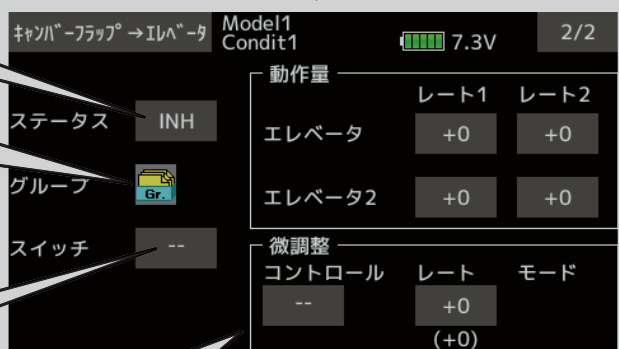 ｷｬﾝﾊﾞｰﾌﾗｯﾌﾟ→ｴﾚﾍﾞｰﾀ Model1 7.3V 2/2
Condit1
動作量
レート1 レート2
ステータス INH エレベータ +0 +0
グループ Gr. エレベータ2 +0 +0
スイッチ --
微調整
コントロール レート モード
-- +0
(+0)